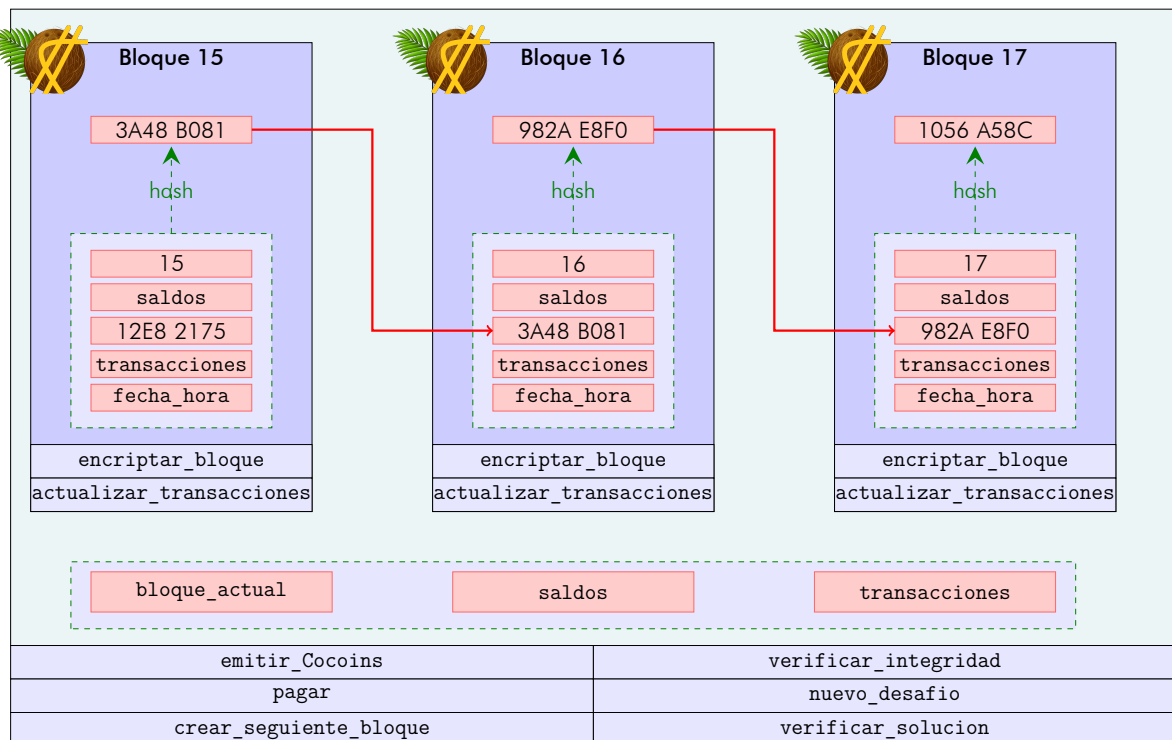 Bloque 15
Bloque 16
Bloque 17
3A48 B081
982A E8F0
1056 A58C
hash
hash
hash
15
16
17
saldos
saldos
saldos
12E8 2175
3A48 B081
982A E8F0
transacciones
transacciones
transacciones
fecha_hora
fecha_hora
fecha_hora
encriptar_bloque
encriptar_bloque
encriptar_bloque
actualizar_transacciones
actualizar_transacciones
actualizar_transacciones
bloque_actual
saldos
transacciones
emitir_Cocoins
verificar_integridad
pagar
nuevo_desafio
crear_seguiente_bloque
verificar_solucion